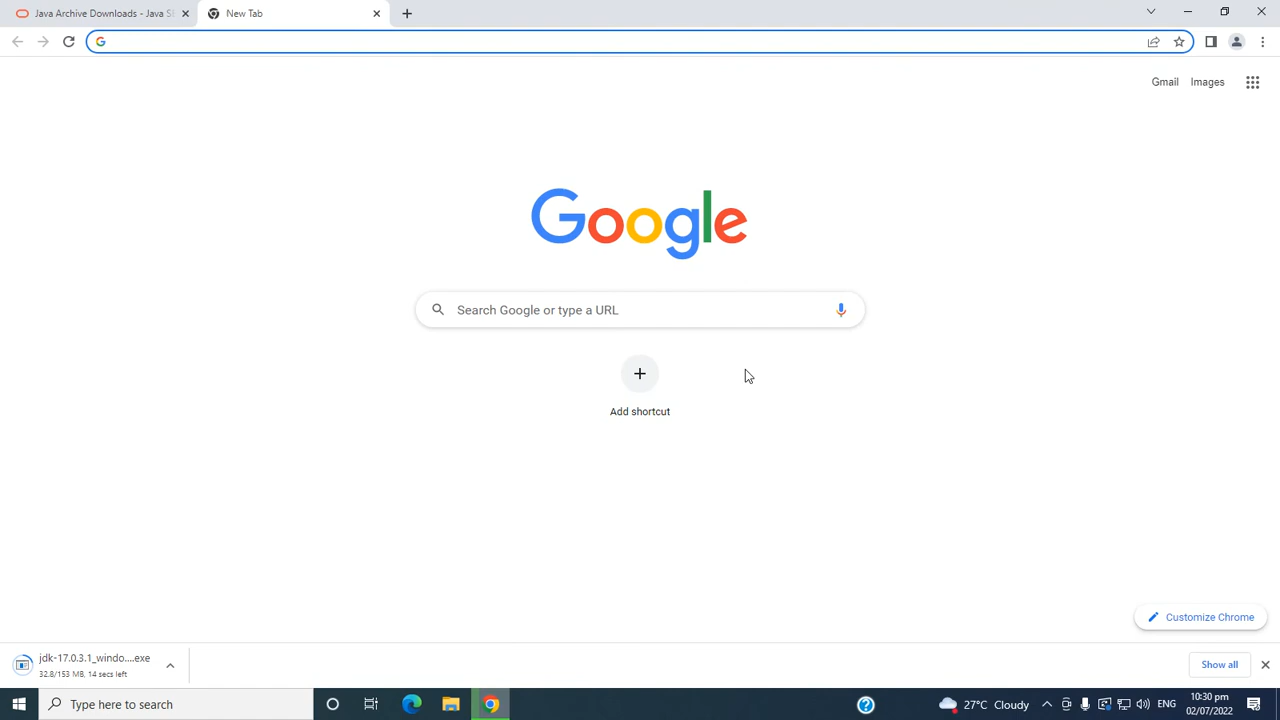 Java Archive Downloads - Java S
New Tab
Gmail
Images
Google
Search Google or type a URL
Add shortcut
Customize Chrome
jdk-17.0.3.1_windo....exe
32.8/153 MB, 14 secs left
Show all
Type here to search
27°C Cloudy
ENG
10:30 pm
02/07/2022